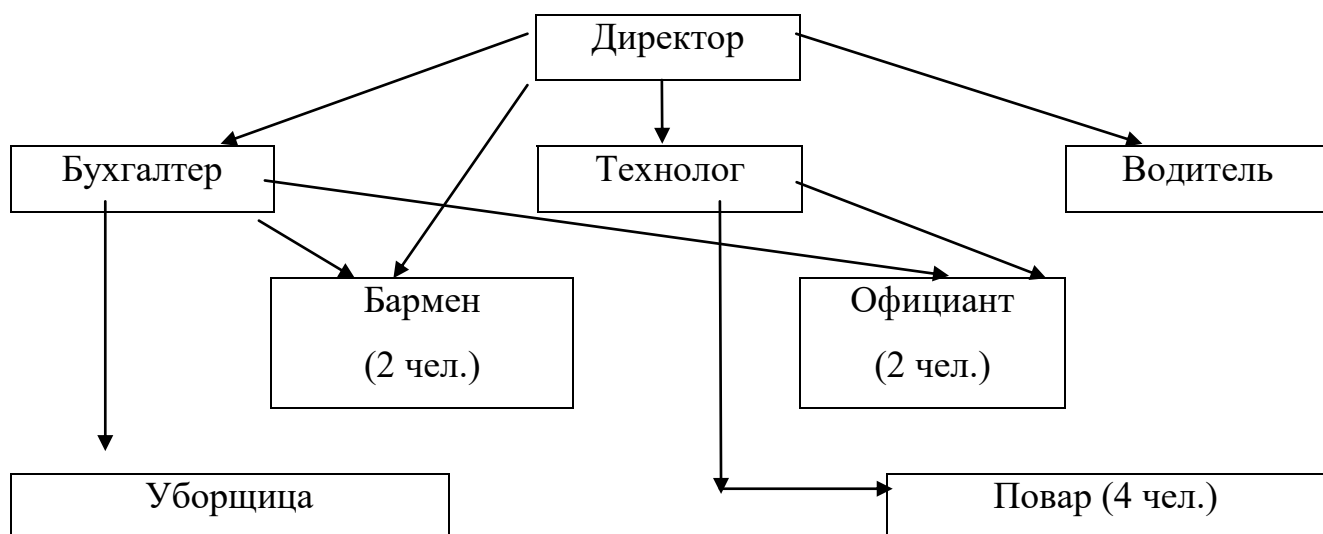 Директор
Бухгалтер
Технолог
Водитель
Бармен
(2 чел.)
Официант
(2 чел.)
Уборщица
Повар (4 чел.)